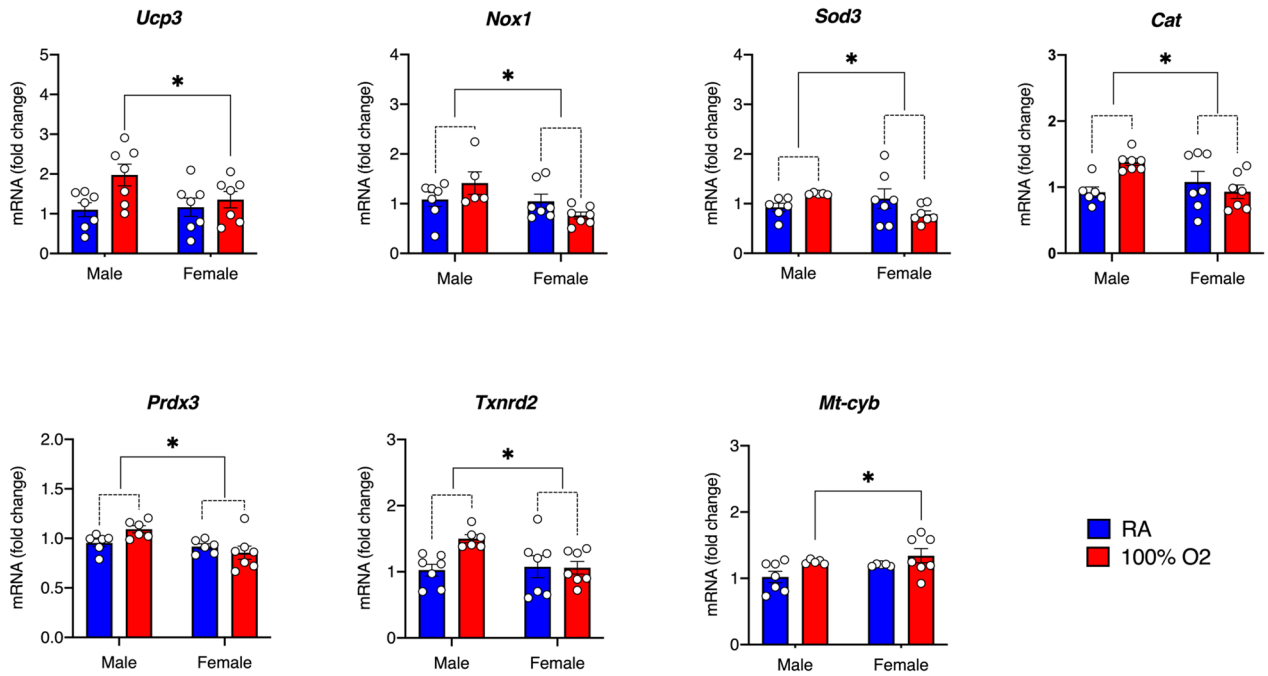 Ucp3
mRNA (fold change)
5
4
3
2
1
0
Male
Female
*
Nox1
mRNA (fold change)
4
3
2
1
0
Male
Female
*
Sod3
mRNA (fold change)
4
3
2
1
0
Male
Female
*
Cat
mRNA (fold change)
3
2
1
0
Male
Female
*
Prdx3
mRNA (fold change)
2.0
1.5
1.0
0.5
0.0
Male
Female
*
Txnrd2
mRNA (fold change)
3
2
1
0
Male
Female
*
Mt-cyb
mRNA (fold change)
3
2
1
0
Male
Female
*
RA
100% O2